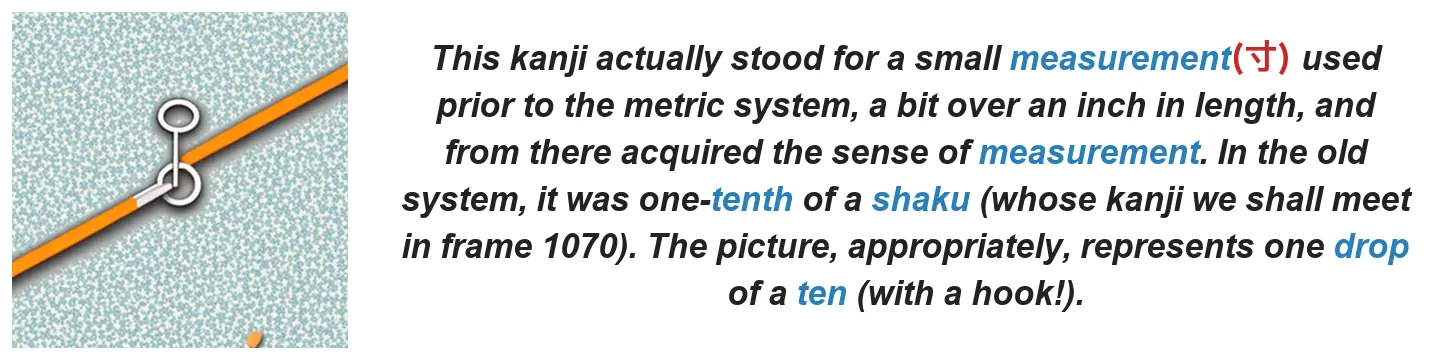 This kanji actually stood for a small measurement(寸) used
prior to the metric system, a bit over an inch in length, and
from there acquired the sense of measurement. In the old
system, it was one-tenth of a shaku (whose kanji we shall meet
in frame 1070). The picture, appropriately, represents one drop
of a ten (with a hook!).